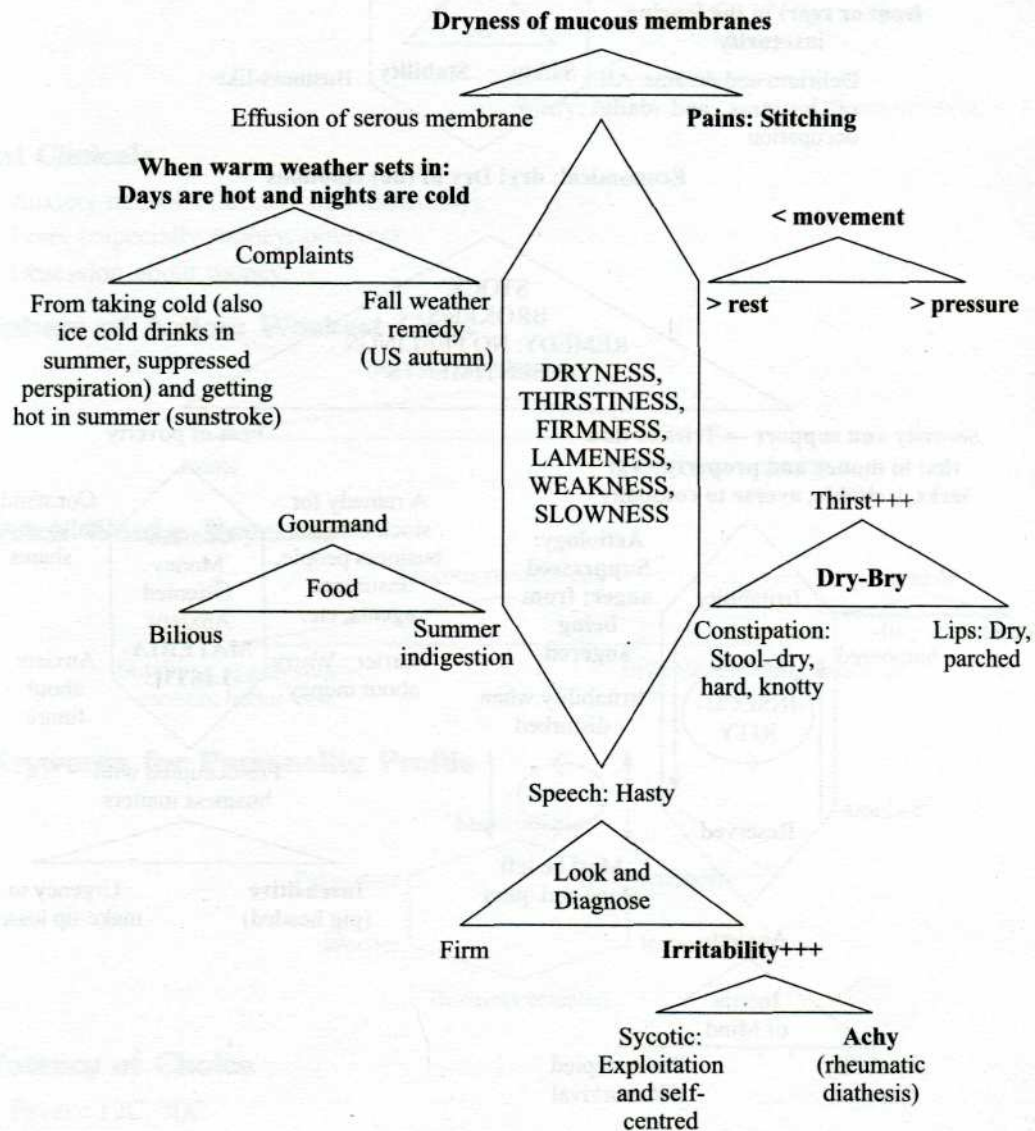 Dryness of mucous membranes
Effusion of serous membrane
Pains: Stitching
When warm weather sets in:
Days are hot and nights are cold
Complaints
From taking cold (also
ice cold drinks in
summer, suppressed
perspiration) and getting
hot in summer (sunstroke)
Fall weather
remedy
(US autumn)
< movement
> rest
> pressure
DRYNESS,
THIRSTINESS,
FIRMNESS,
LAMENESS,
WEAKNESS,
SLOWNESS
Gourmand
Food
Bilious
Summer
indigestion
Thirst+++
Dry-Bry
Constipation:
Stool–dry,
hard, knotty
Lips: Dry,
parched
Speech: Hasty
Look and
Diagnose
Firm
Irritability+++
Sycotic:
Exploitation
and self-
centred
Achy
(rheumatic
diathesis)